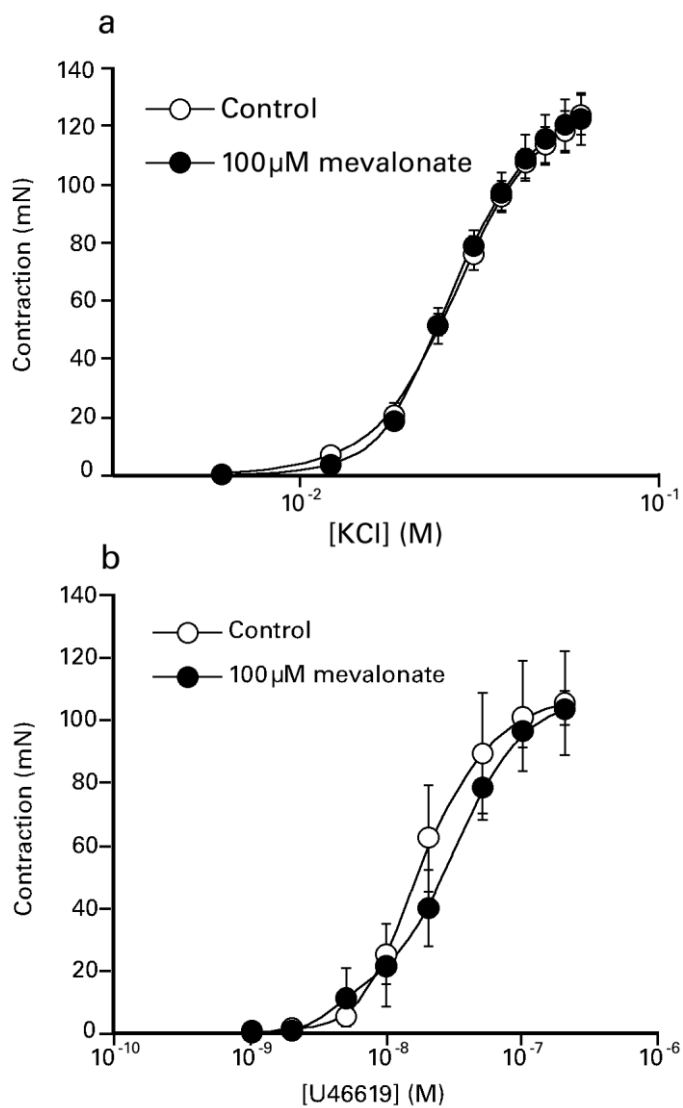 a
140
120
100
80
60
40
20
0
Control
100μM mevalonate
Contraction (mN)
10-2
10-1
[KCl] (M)
b
140
120
100
80
60
40
20
0
Control
100μM mevalonate
Contraction (mN)
10-10
10-9
10-8
10-7
10-6
[U46619] (M)